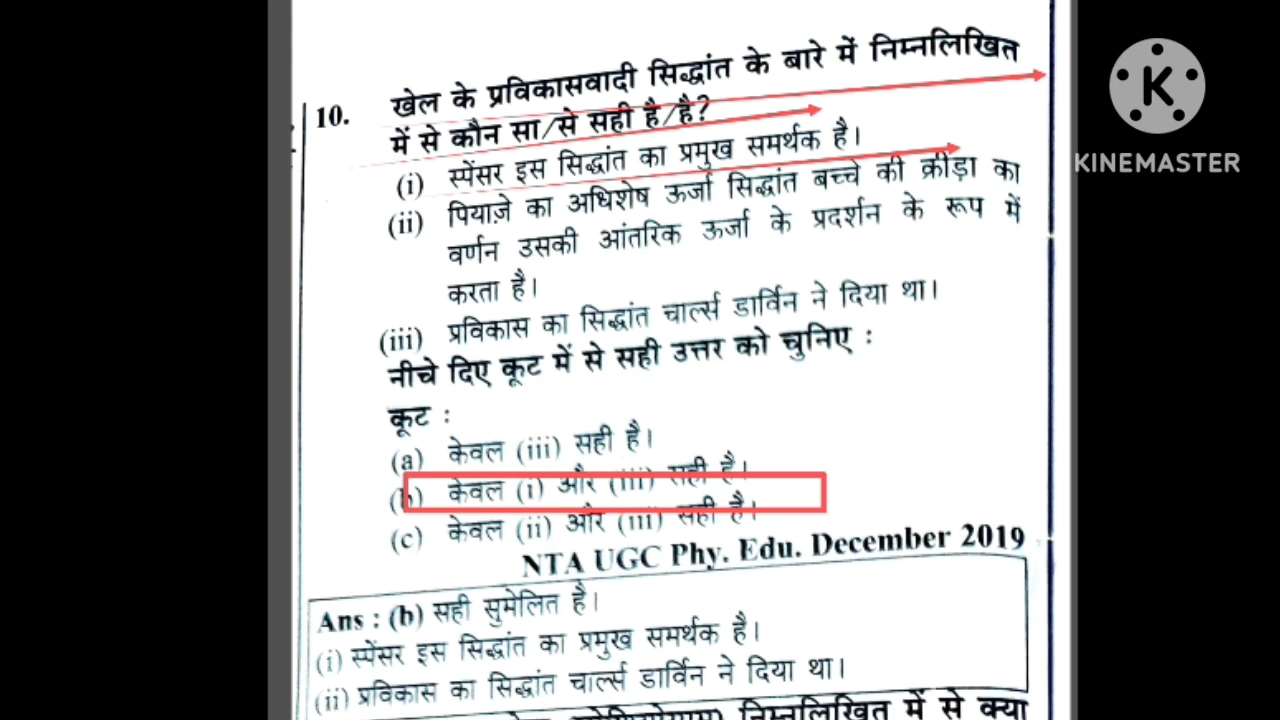 10. खेल के प्रविकासवादी सिद्धांत के बारे में निम्नलिखित
में से कौन सा/से सही है/है?
(i) स्पेंसर इस सिद्धांत का प्रमुख समर्थक है।
(ii) पियाज़े का अधिशेष ऊर्जा सिद्धांत बच्चे की क्रीड़ा का
वर्णन उसकी आंतरिक ऊर्जा के प्रदर्शन के रूप में
करता है।
(iii) प्रविकास का सिद्धांत चार्ल्स डार्विन ने दिया था।
नीचे दिए कूट में से सही उत्तर को चुनिए :
कूट :
(a) केवल (iii) सही है।
(b) केवल (i) और (iii) सही है।
(c) केवल (ii) और (iii) सही है।
NTA UGC Phy. Edu. December 2019
Ans : (b) सही सुमेलित है।
(i) स्पेंसर इस सिद्धांत का प्रमुख समर्थक है।
(ii) प्रविकास का सिद्धांत चार्ल्स डार्विन ने दिया था।
निम्नलिखित में से क्या
K
KINEMASTER